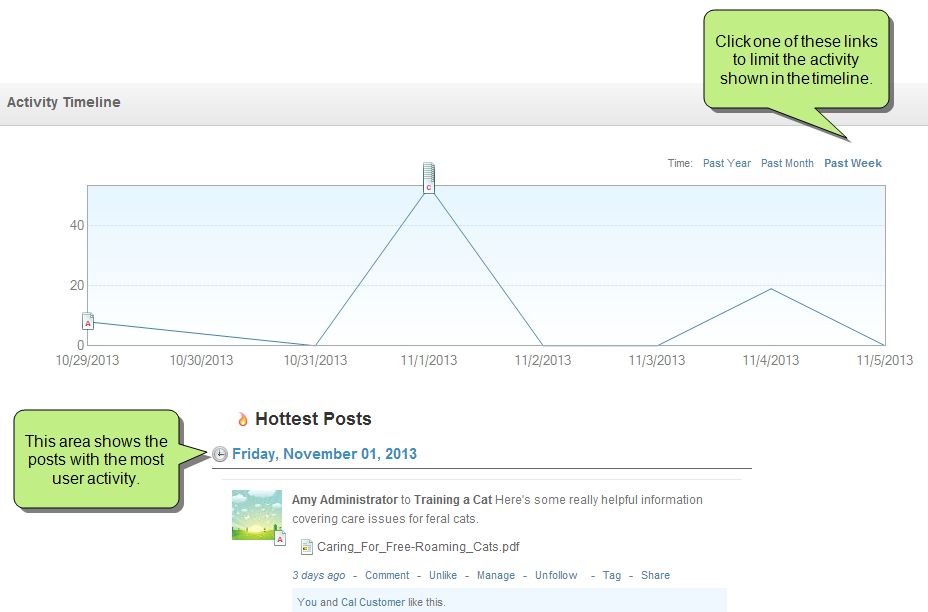 Click one of these links
to limit the activity
shown in the timeline.
Activity Timeline
Time: Past Year Past Month Past Week
C
40
20
A
0
10/29/2013 10/30/2013 10/31/2013 11/1/2013 11/2/2013 11/3/2013 11/4/2013 11/5/2013
Hottest Posts
This area shows the
posts with the most
user activity.
Friday, November 01, 2013
Amy Administrator to Training a Cat Here's some really helpful information
covering care issues for feral cats.
A
Caring_For_Free-Roaming_Cats.pdf
3 days ago - Comment - Unlike - Manage - Unfollow - Tag - Share
You and Cal Customer like this.